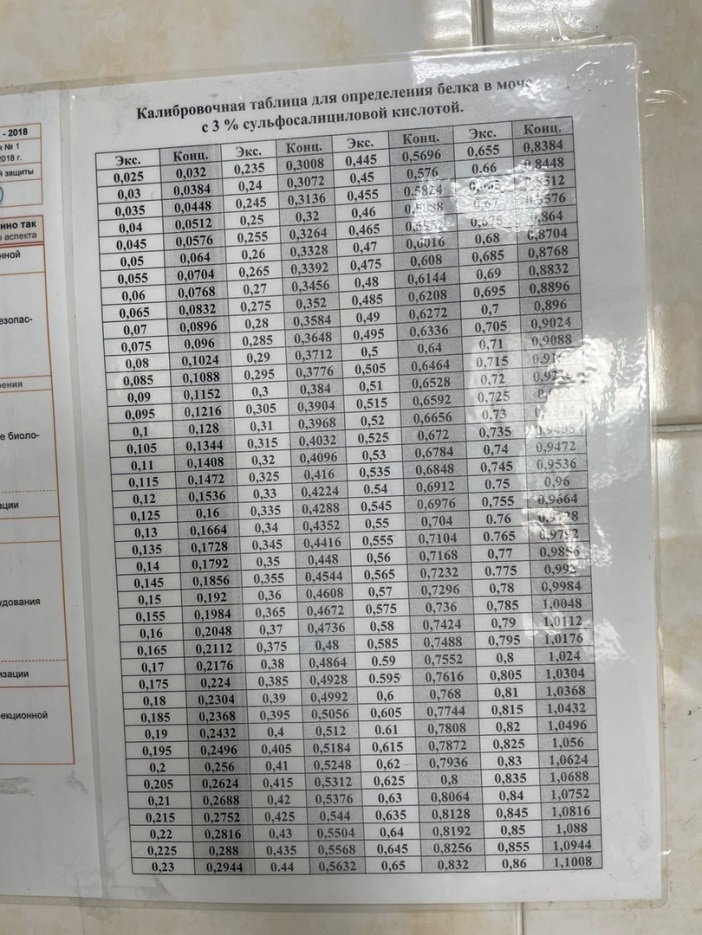 - 2018
№ 1
2018 г.
защиты
нно так
аспекта
нной
езопас-
ения
е биоло-
ции
удования
изации
екционной
Калибровочная таблица для определения белка в моче
с 3 % сульфосалициловой кислотой.
Экс. Конц. Экс. Конц. Экс. Конц. Экс. Конц.
0,025 0,032 0,235 0,3008 0,445 0,5696 0,655 0,8384
0,03 0,0384 0,24 0,3072 0,45 0,576 0.66 0,8448
0,035 0,0448 0,245 0,3136 0,455 0,5824
0,04 0,0512 0,25 0,32 0,46 0,67
0,045 0,0576 0,255 0,3264 0,465 0,864
0,05 0,064 0,26 0,3328 0,47 0,6016 0,68 0,8704
0,055 0,0704 0,265 0,3392 0,475 0,608 0,685 0,8768
0,06 0,0768 0,27 0,3456 0,48 0,6144 0,69 0,8832
0,065 0,0832 0,275 0,352 0,485 0,6208 0,695 0,8896
0,07 0,0896 0,28 0,3584 0,49 0,6272 0,7 0,896
0,075 0,096 0,285 0,3648 0,495 0,6336 0,705 0,9024
0,08 0,1024 0,29 0,3712 0,5 0,64 0,71 0,9088
0,085 0,1088 0,295 0,3776 0,505 0,6464 0,715
0,09 0,1152 0,3 0,384 0,51 0,6528 0,72
0,095 0,1216 0,305 0,3904 0,515 0,6592 0,725
0,1 0,128 0,31 0,3968 0,52 0,6656 0,73
0,105 0,1344 0,315 0,4032 0,525 0,672 0,735
0,11 0,1408 0,32 0,4096 0,53 0,6784 0,74 0,9472
0,115 0,1472 0,325 0,416 0,535 0,6848 0,745 0,9536
0,12 0,1536 0,33 0,4224 0.54 0,6912 0.75 0,96
0,125 0,16 0,335 0,4288 0,545 0,6976 0,755 0,9664
0,13 0,1664 0,34 0,4352 0,55 0,704 0.76
0,135 0,1728 0,345 0,4416 0,555 0,7104 0,765
0,14 0,1792 0,35 0,448 0,56 0,7168 0,77 0,9856
0,145 0,1856 0,355 0,4544 0,565 0,7232 0,775
0,15 0,192 0,36 0,4608 0,57 0,7296 0,78 0,9984
0,155 0,1984 0,365 0,4672 0,575 0,736 0,785 1,0048
0,16 0,2048 0,37 0,4736 0,58 0,7424 0,79 1,0112
0,165 0,2112 0,375 0,48 0,585 0,7488 0,795 1,0176
0,17 0,2176 0,38 0,4864 0.59 0,7552 0,8 1,024
0,175 0,224 0,385 0,4928 0.595 0,7616 0,805 1,0304
0,18 0,2304 0,39 0,4992 0,6 0,768 0,81 1,0368
0,185 0,2368 0,395 0,5056 0,605 0,7744 0,815 1,0432
0,19 0,2432 0,4 0,512 0.61 0,7808 0,82 1,0496
0,195 0,2496 0,405 0,5184 0,615 0,7872 0,825 1,056
0,2 0,256 0,41 0,5248 0,62 0,7936 0,83 1,0624
0,205 0,2624 0,415 0,5312 0,625 0,8 0,835 1,0688
0,21 0,2688 0,42 0,5376 0,63 0,8064 0,84 1,0752
0,215 0,2752 0,425 0,544 0,635 0,8128 0,845 1,0816
0,22 0,2816 0,43 0,5504 0,64 0,8192 0,85 1,088
0,225 0,288 0,435 0,5568 0,645 0,8256 0,855 1,0944
0,23 0,2944 0.44 0,5632 0,65 0,832 0,86 1,1008